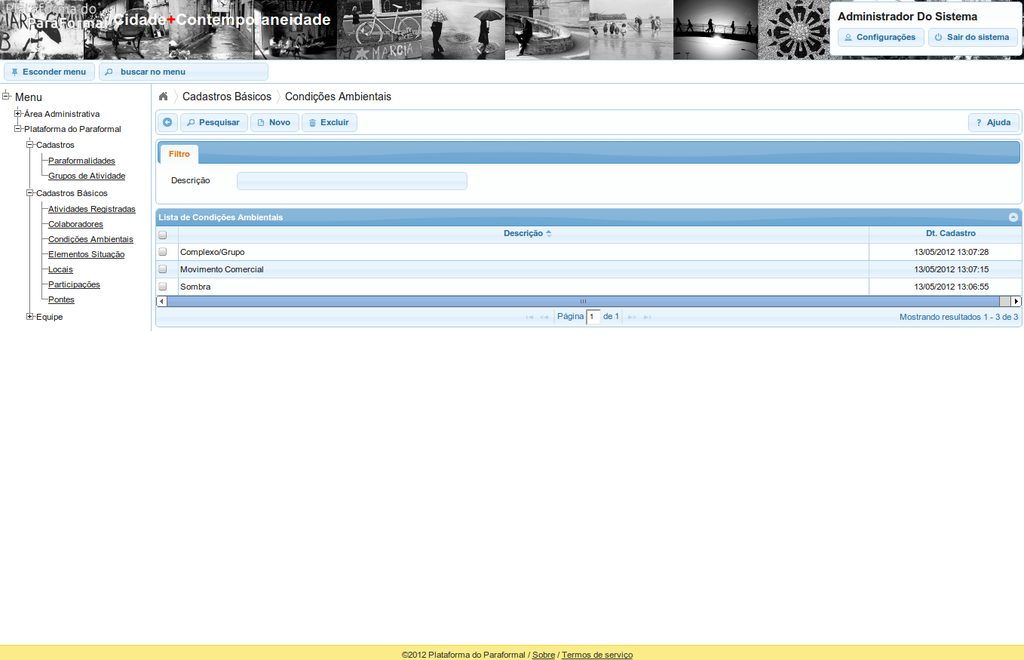 Plataforma do
ParaFormal
/Cidade+Contemporaneidade
Administrador Do Sistema
Configurações
Sair do sistema
Esconder menu
buscar no menu
Menu
Área Administrativa
Plataforma do Paraformal
Cadastros
Paraformalidades
Grupos de Atividade
Cadastros Básicos
Atividades Registradas
Colaboradores
Condições Ambientais
Elementos Situação
Locais
Participações
Pontes
Equipe
Cadastros Básicos
Condições Ambientais
Pesquisar
Novo
Excluir
? Ajuda
Filtro
Descrição
Lista de Condições Ambientais
Descrição Dt. Cadastro
Complexo/Grupo 13/05/2012 13:07:28
Movimento Comercial 13/05/2012 13:07:15
Sombra 13/05/2012 13:06:55
Página 1 de 1
Mostrando resultados 1 - 3 de 3
©2012 Plataforma do Paraformal / Sobre / Termos de serviço